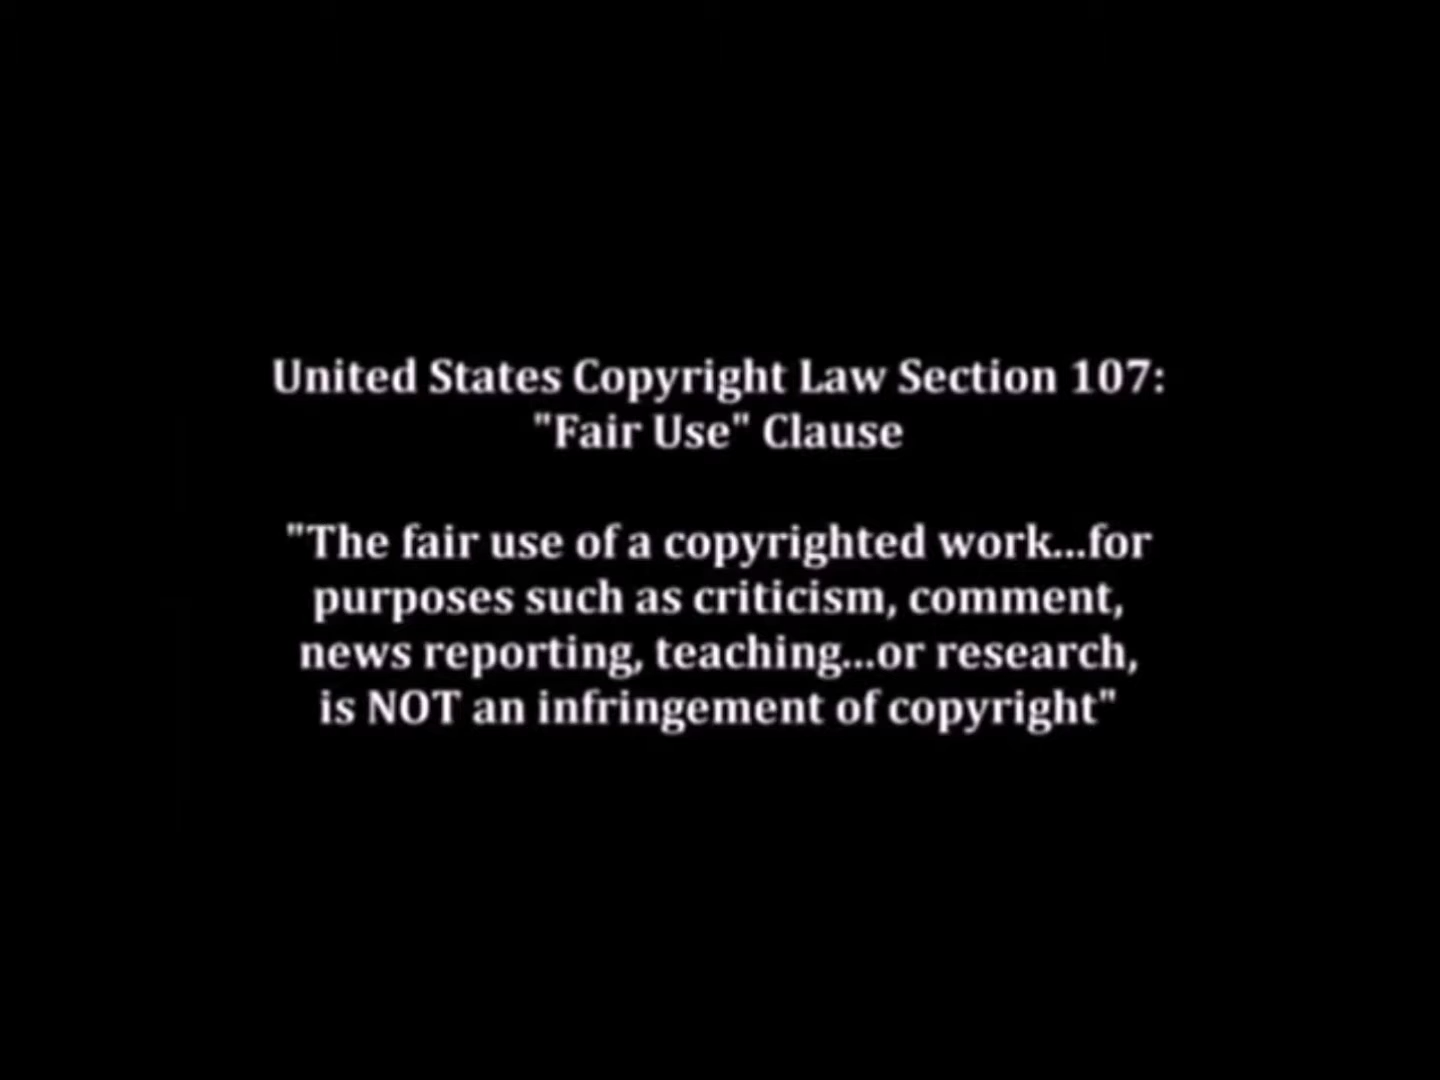 United States Copyright Law Section 107:
"Fair Use" Clause
"The fair use of a copyrighted work...for
purposes such as criticism, comment,
news reporting, teaching...or research,
is NOT an infringement of copyright"